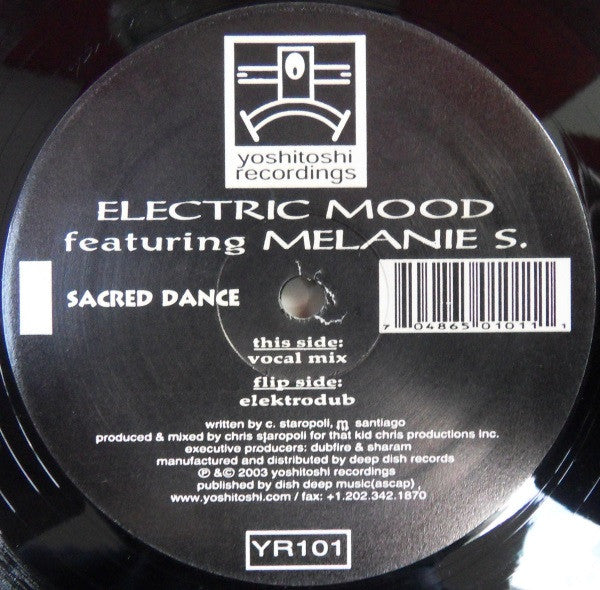 yoshitoshi
recordings
ELECTRIC MOOD
featuring MELANIE S.
SACRED DANCE
7 04865 01011 1
this side:
vocal mix
flip side:
elektrodub
written by c. staropoli, m santiago
produced & mixed by chris staropoli for that kid chris productions inc.
executive producers: dubfire & sharam
manufactured and distributed by deep dish records
℗ &© 2003 yoshitoshi recordings
published by dish deep music(ascap)
www.yoshitoshi.com / fax: +1.202.342.1870
YR101